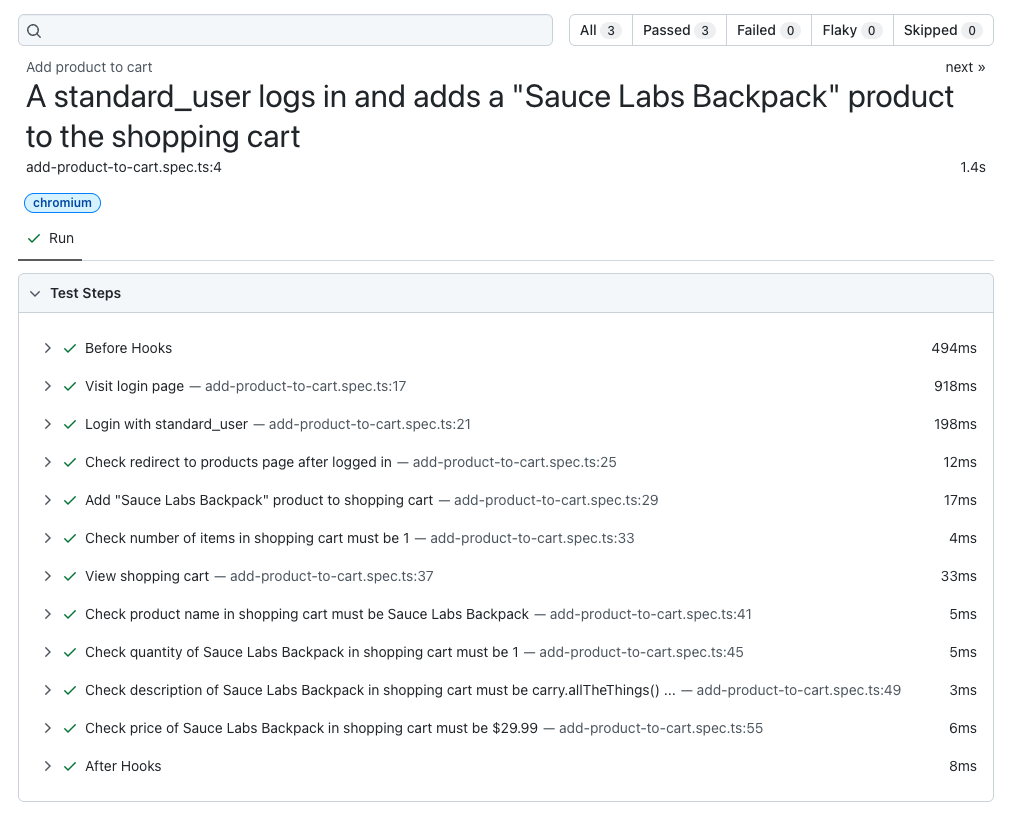 All 3 Passed 3 Failed 0 Flaky 0 Skipped 0
Add product to cart next »
A standard_user logs in and adds a "Sauce Labs Backpack" product
to the shopping cart
add-product-to-cart.spec.ts:4 1.4s
chromium
Run
Test Steps
Before Hooks 494ms
Visit login page — add-product-to-cart.spec.ts:17 918ms
Login with standard_user — add-product-to-cart.spec.ts:21 198ms
Check redirect to products page after logged in — add-product-to-cart.spec.ts:25 12ms
Add "Sauce Labs Backpack" product to shopping cart — add-product-to-cart.spec.ts:29 17ms
Check number of items in shopping cart must be 1 — add-product-to-cart.spec.ts:33 4ms
View shopping cart — add-product-to-cart.spec.ts:37 33ms
Check product name in shopping cart must be Sauce Labs Backpack — add-product-to-cart.spec.ts:41 5ms
Check quantity of Sauce Labs Backpack in shopping cart must be 1 — add-product-to-cart.spec.ts:45 5ms
Check description of Sauce Labs Backpack in shopping cart must be carry.allTheThings() ... — add-product-to-cart.spec.ts:49 3ms
Check price of Sauce Labs Backpack in shopping cart must be $29.99 — add-product-to-cart.spec.ts:55 6ms
After Hooks 8ms